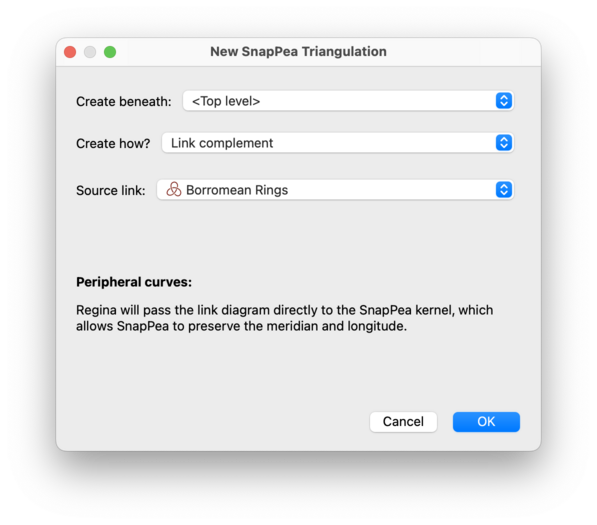 New SnapPea Triangulation
Create beneath: <Top level>
Create how? Link complement
Source link: Borromean Rings
Peripheral curves:
Regina will pass the link diagram directly to the SnapPea kernel, which
allows SnapPea to preserve the meridian and longitude.
Cancel OK